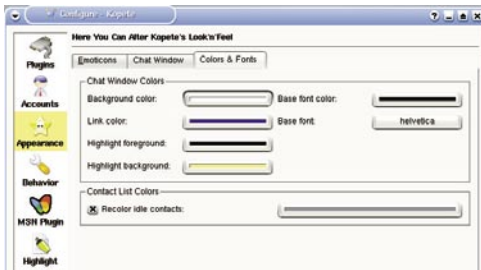 Configure - Kopete
Here You Can Alter Kopete's Look'n'Feel
Plugins
Accounts
Appearance
Behavior
MSN Plugin
Highlight
Emoticons Chat Window Colors & Fonts
Chat Window Colors
Background color: Base font color:
Link color: Base font: helvetica
Highlight foreground:
Highlight background:
Contact List Colors
Recolor idle contacts: